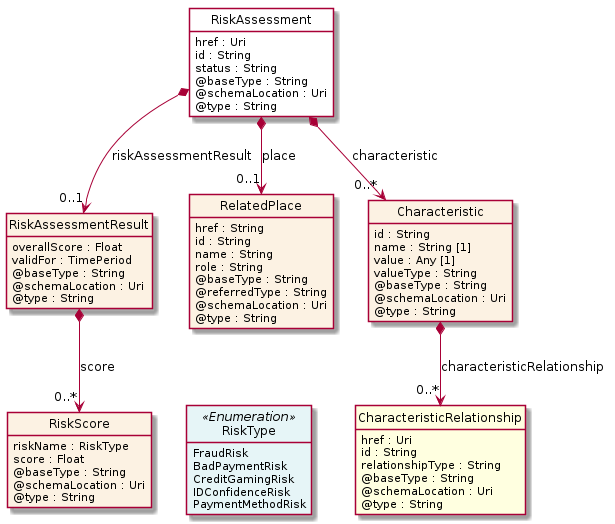 RiskAssessment
href : Uri
id : String
status : String
@baseType : String
@schemaLocation : Uri
@type : String
riskAssessmentResult
place
characteristic
0..1
0..1
0..*
RiskAssessmentResult
overallScore : Float
validFor : TimePeriod
@baseType : String
@schemaLocation : Uri
@type : String
RelatedPlace
href : String
id : String
name : String
role : String
@baseType : String
@referredType : String
@schemaLocation : Uri
@type : String
Characteristic
id : String
name : String [1]
value : Any [1]
valueType : String
@baseType : String
@schemaLocation : Uri
@type : String
score
characteristicRelationship
0..*
0..*
RiskScore
riskName : RiskType
score : Float
@baseType : String
@schemaLocation : Uri
@type : String
«Enumeration»
RiskType
FraudRisk
BadPaymentRisk
CreditGamingRisk
IDConfidenceRisk
PaymentMethodRisk
CharacteristicRelationship
href : Uri
id : String
relationshipType : String
@baseType : String
@schemaLocation : Uri
@type : String